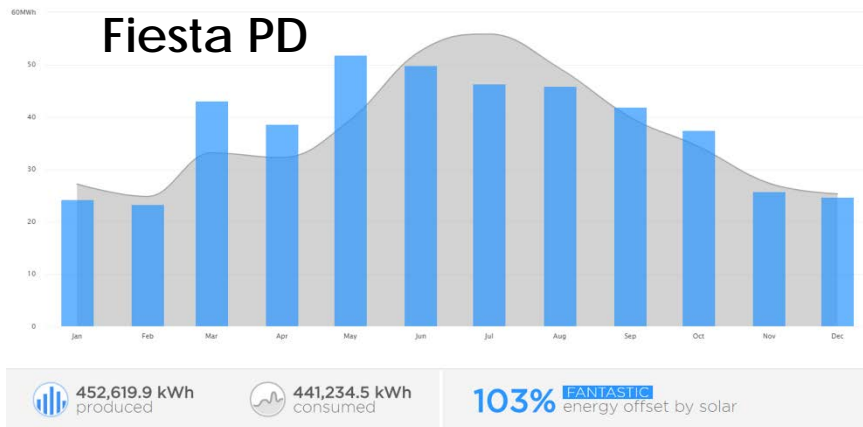 Fiesta PD
60MWh
50
40
30
20
10
0
Jan Feb Mar Apr May Jun Jul Aug Sep Oct Nov Dec
452,619.9 kWh
produced
441,234.5 kWh
consumed
103%
FANTASTIC
energy offset by solar